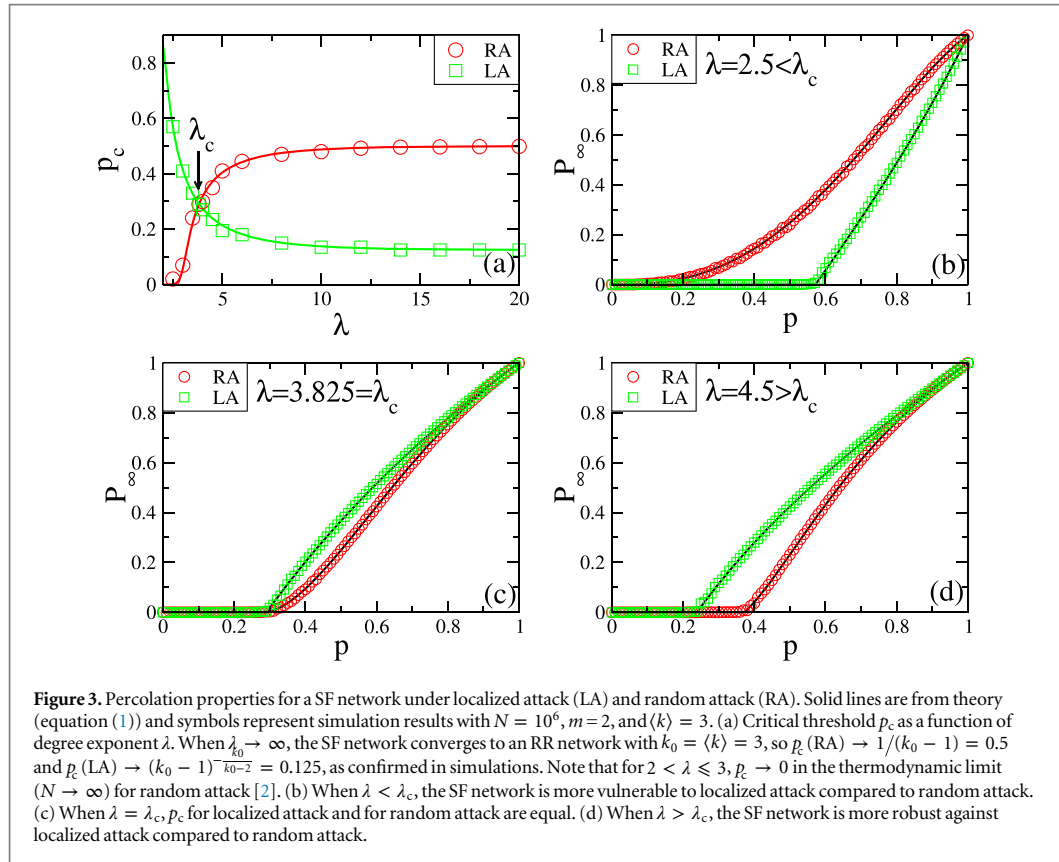 RA
LA
0.8
0.6
0.4
0.2
0
p_c
λ_c
5
10
15
20
λ
(a)
RA
LA
λ=2.5<λ_c
1
0.8
0.6
0.4
0.2
0
P_∞
0
0.2
0.4
0.6
0.8
1
p
(b)
RA
LA
λ=3.825=λ_c
1
0.8
0.6
0.4
0.2
0
P_∞
0
0.2
0.4
0.6
0.8
1
p
(c)
RA
LA
λ=4.5>λ_c
1
0.8
0.6
0.4
0.2
0
P_∞
0
0.2
0.4
0.6
0.8
1
p
(d)
Figure 3. Percolation properties for a SF network under localized attack (LA) and random attack (RA). Solid lines are from theory
(equation (1)) and symbols represent simulation results with N = 10^6, m = 2, and ⟨k⟩ = 3. (a) Critical threshold p_c as a function of
degree exponent λ. When λ → ∞, the SF network converges to an RR network with k_0 = ⟨k⟩ = 3, so p_c (RA) → 1/(k_0 − 1) = 0.5
and p_c (LA) → (k_0 − 1)^{−k0/(k0−2)} = 0.125, as confirmed in simulations. Note that for 2 < λ ⩽ 3, p_c → 0 in the thermodynamic limit
(N → ∞) for random attack [2]. (b) When λ < λ_c, the SF network is more vulnerable to localized attack compared to random attack.
(c) When λ = λ_c, p_c for localized attack and for random attack are equal. (d) When λ > λ_c, the SF network is more robust against
localized attack compared to random attack.